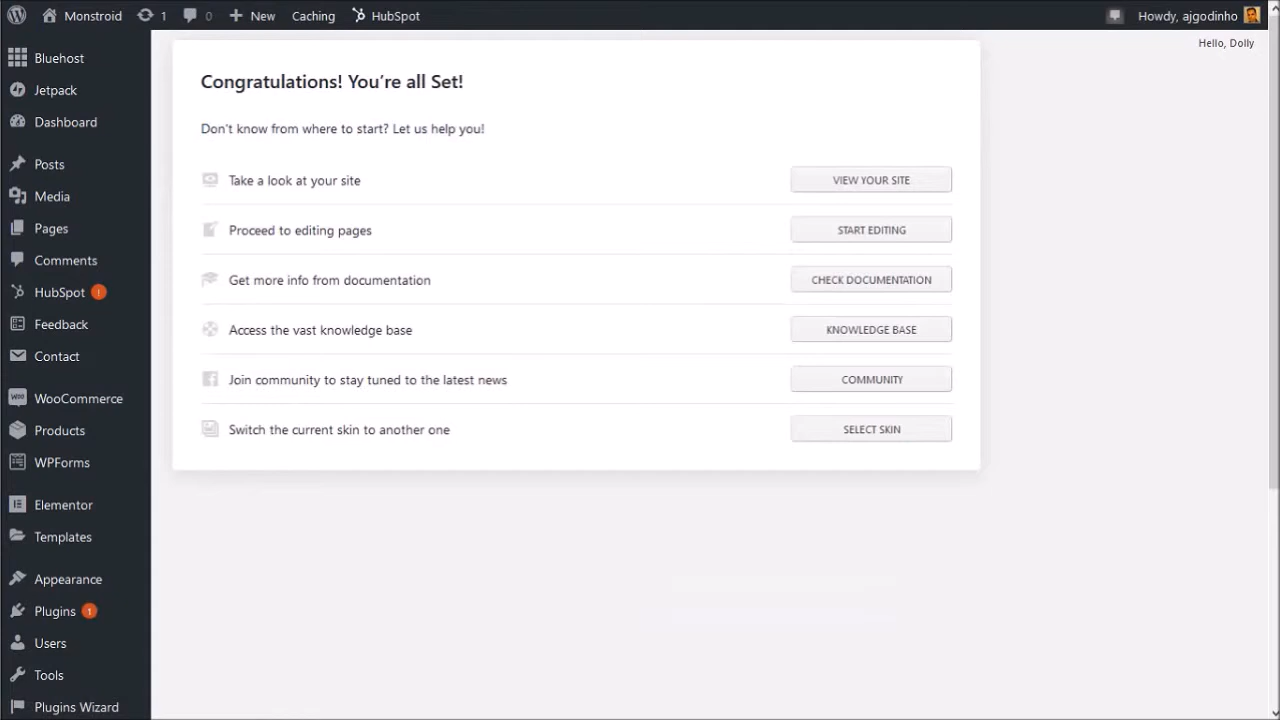 Monstroid 1 0 New Caching HubSpot Howdy, ajgodinho
Hello, Dolly
Bluehost
Jetpack
Dashboard
Posts
Media
Pages
Comments
HubSpot !
Feedback
Contact
WooCommerce
Products
WPForms
Elementor
Templates
Appearance
Plugins 1
Users
Tools
Plugins Wizard
Congratulations! You’re all Set!
Don't know from where to start? Let us help you!
Take a look at your site VIEW YOUR SITE
Proceed to editing pages START EDITING
Get more info from documentation CHECK DOCUMENTATION
Access the vast knowledge base KNOWLEDGE BASE
Join community to stay tuned to the latest news COMMUNITY
Switch the current skin to another one SELECT SKIN